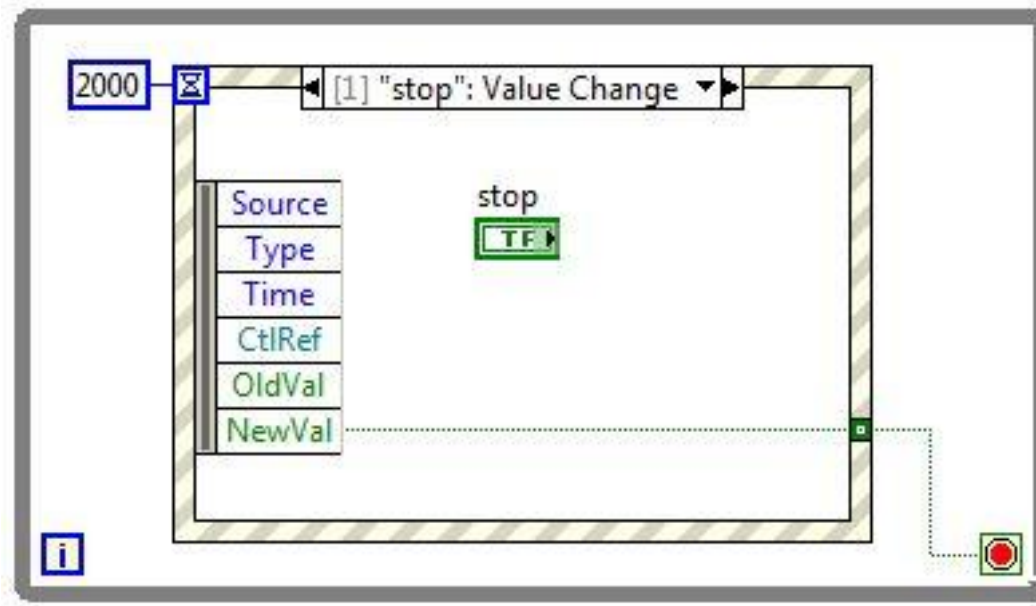 2000
[1] "stop": Value Change
Source
Type
Time
CtlRef
OldVal
NewVal
stop
TF
i